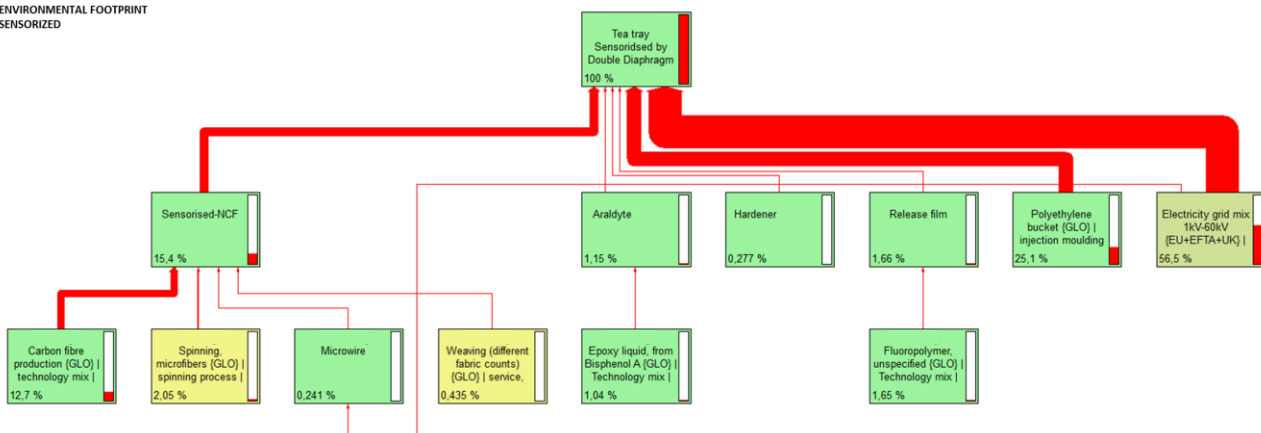 ENVIRONMENTAL FOOTPRINT
SENSORIZED
Tea tray
Sensoridsed by
Double Diaphragm
100 %
Sensorised-NCF
15,4 %
Araldyte
1,15 %
Hardener
0,277 %
Release film
1,66 %
Polyethylene
bucket {GLO} |
injection moulding
25,1 %
Electricity grid mix
1kV-60kV
{EU+EFTA+UK} |
56,5 %
Carbon fibre
production {GLO} |
technology mix |
12,7 %
Spinning,
microfibers {GLO} |
spinning process |
2,05 %
Microwire
0,241 %
Weaving (different
fabric counts)
{GLO} | service,
0,435 %
Epoxy liquid, from
Bisphenol A {GLO} |
Technology mix |
1,04 %
Fluoropolymer,
unspecified {GLO} |
Technology mix |
1,65 %